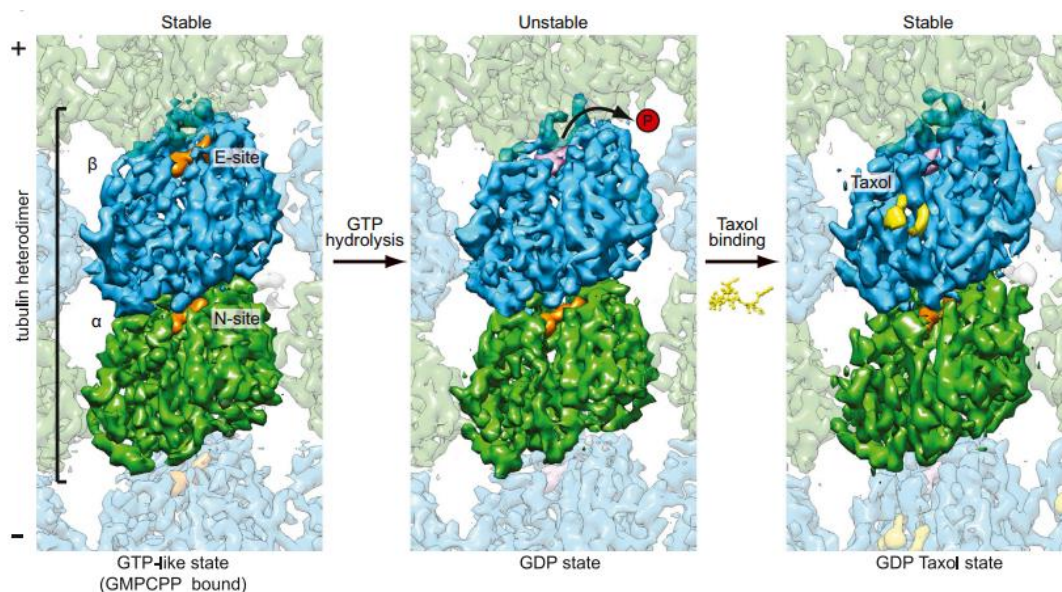 Stable
Unstable
Stable
+
β
E-site
P
Taxol
tubulin heterodimer
GTP
hydrolysis
Taxol
binding
α
N-site
-
GTP-like state
(GMPCPP bound)
GDP state
GDP Taxol state